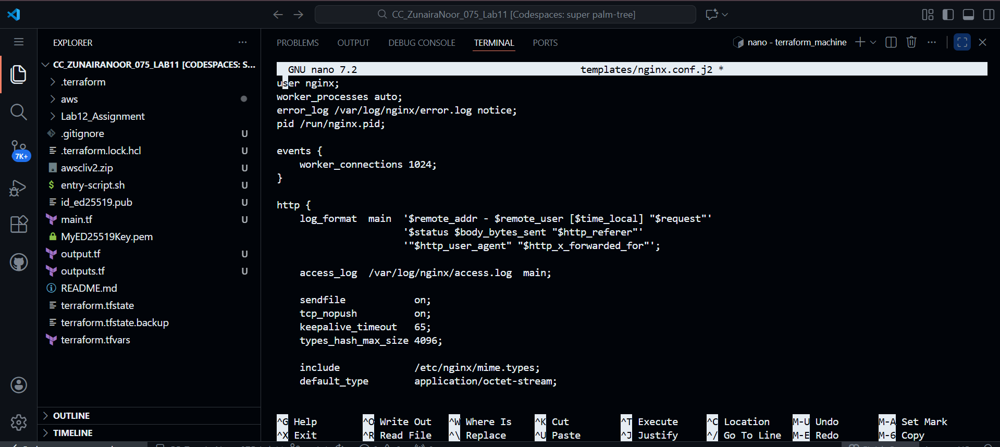 CC_ZunairaNoor_075_Lab11 [Codespaces: super palm-tree]
EXPLORER
CC_ZUNAIRANOOR_075_LAB11 [CODESPACES: S...
.terraform
aws
Lab12_Assignment
.gitignore U
.terraform.lock.hcl U
awscliv2.zip U
entry-script.sh U
id_ed25519.pub U
main.tf U
MyED25519Key.pem
output.tf U
outputs.tf U
README.md
terraform.tfstate
terraform.tfstate.backup
terraform.tfvars
OUTLINE
TIMELINE
7K+
PROBLEMS OUTPUT DEBUG CONSOLE TERMINAL PORTS
nano - terraform_machine
GNU nano 7.2 templates/nginx.conf.j2 *
user nginx;
worker_processes auto;
error_log /var/log/nginx/error.log notice;
pid /run/nginx.pid;
events {
    worker_connections 1024;
}
http {
    log_format  main  '$remote_addr - $remote_user [$time_local] "$request"'
                      '$status $body_bytes_sent "$http_referer"'
                      '"$http_user_agent" "$http_x_forwarded_for"';
    access_log  /var/log/nginx/access.log  main;
    sendfile            on;
    tcp_nopush          on;
    keepalive_timeout   65;
    types_hash_max_size 4096;
    include             /etc/nginx/mime.types;
    default_type        application/octet-stream;
^G Help ^O Write Out ^W Where Is ^K Cut ^T Execute ^C Location M-U Undo M-A Set Mark
^X Exit ^R Read File ^\ Replace ^U Paste ^J Justify ^/ Go To Line M-E Redo M-6 Copy